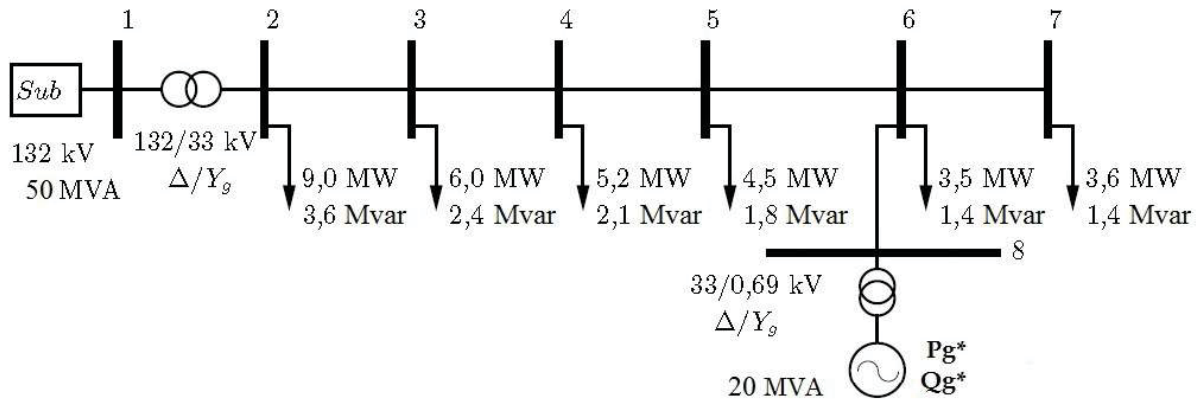 1
2
3
4
5
6
7
Sub
132 kV
50 MVA
132/33 kV
Δ/Yg
9,0 MW
3,6 Mvar
6,0 MW
2,4 Mvar
5,2 MW
2,1 Mvar
4,5 MW
1,8 Mvar
3,5 MW
1,4 Mvar
3,6 MW
1,4 Mvar
8
33/0,69 kV
Δ/Yg
20 MVA
Pg*
Qg*